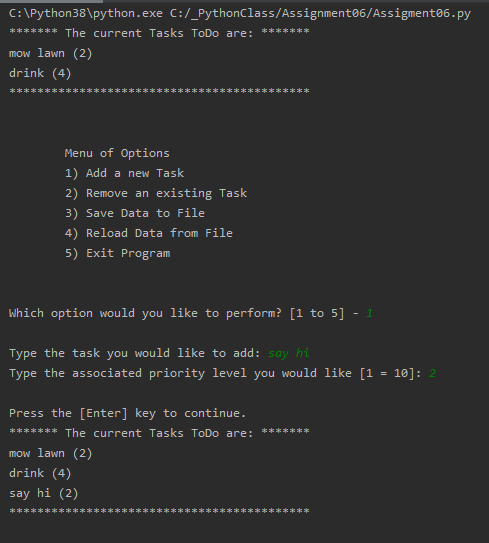 C:\Python38\python.exe C:/_PythonClass/Assignment06/Assigment06.py
******* The current Tasks ToDo are: *******
mow lawn (2)
drink (4)
*******************************************
Menu of Options
1) Add a new Task
2) Remove an existing Task
3) Save Data to File
4) Reload Data from File
5) Exit Program
Which option would you like to perform? [1 to 5] - 1
Type the task you would like to add: say hi
Type the associated priority level you would like [1 = 10]: 2
Press the [Enter] key to continue.
******* The current Tasks ToDo are: *******
mow lawn (2)
drink (4)
say hi (2)
*******************************************